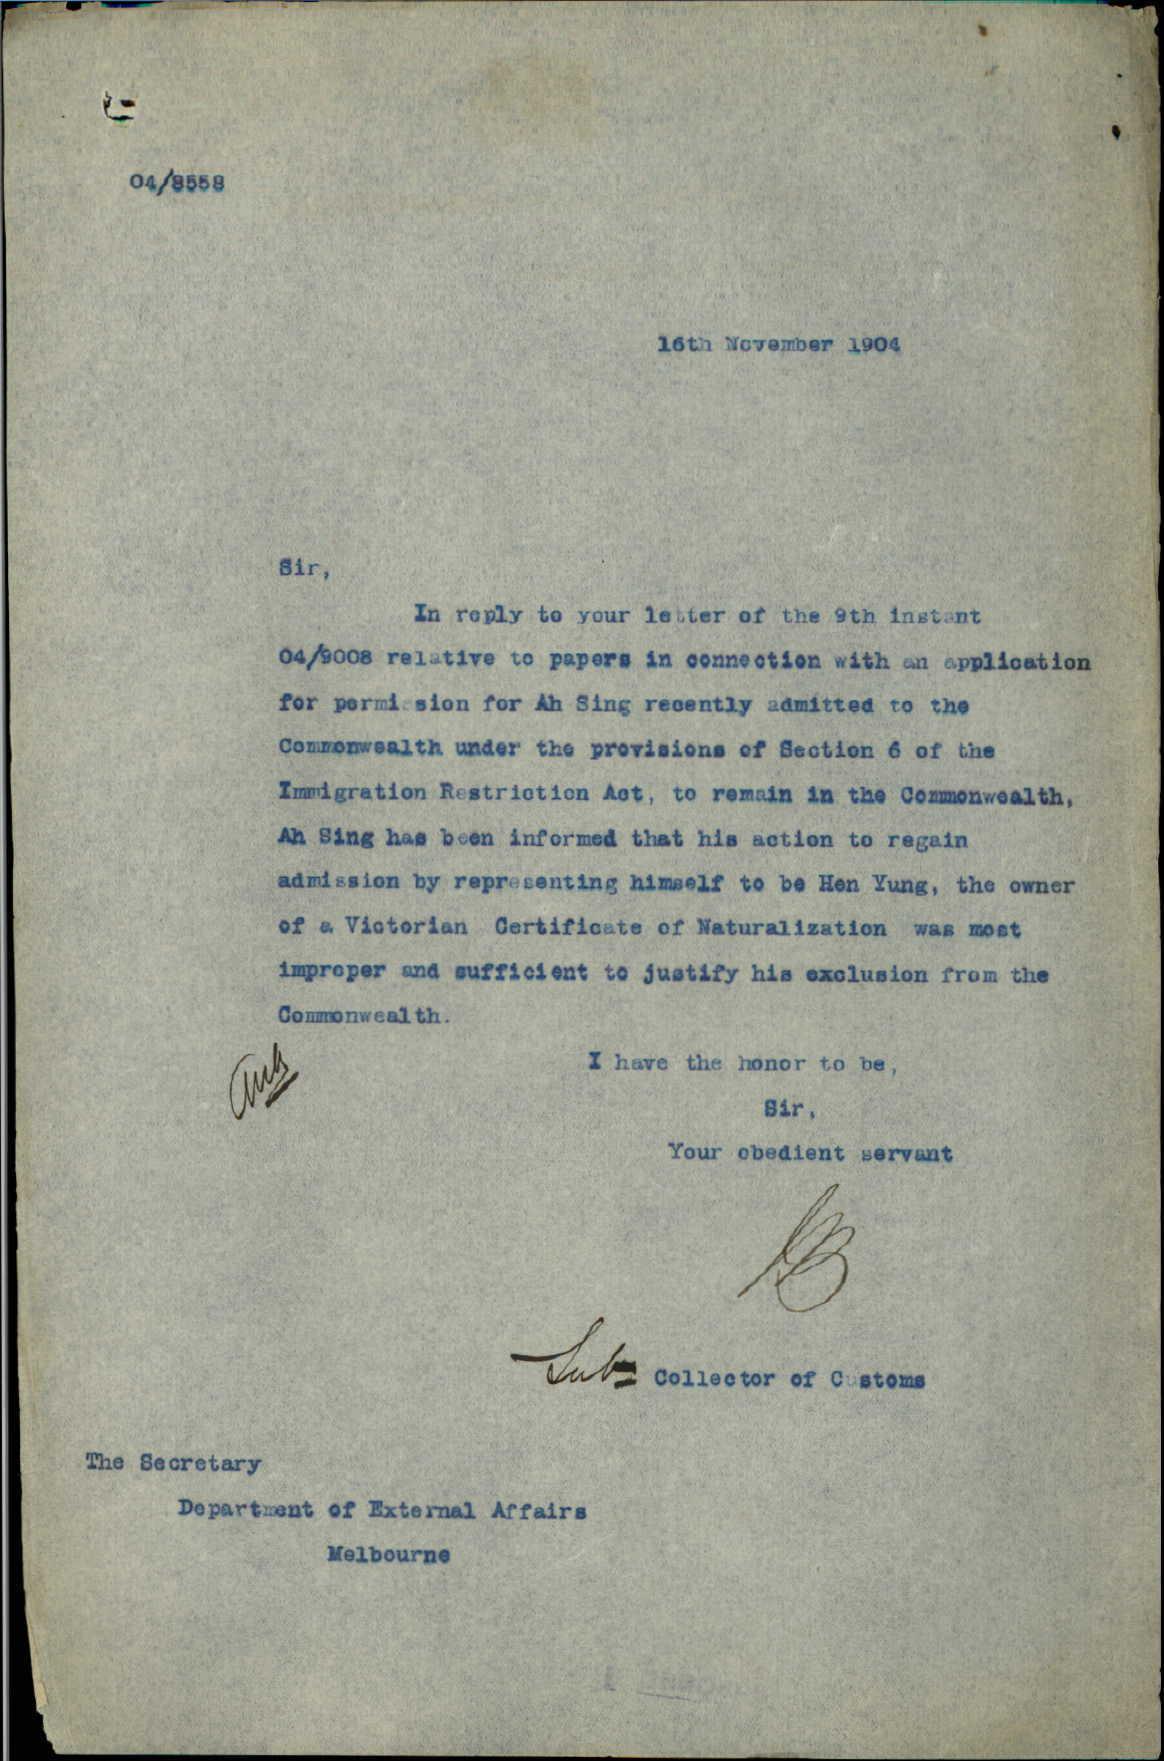 04/8558
16th November 1904
Sir,
In reply to your letter of the 9th instant
04/9008 relative to papers in connection with an application
for permission for Ah Sing recently admitted to the
Commonwealth under the provisions of Section 6 of the
Immigration Restriction Act, to remain in the Commonwealth,
Ah Sing has been informed that his action to regain
admission by representing himself to be Hen Yung, the owner
of a Victorian Certificate of Naturalization was most
improper and sufficient to justify his exclusion from the
Commonwealth.
I have the honor to be,
Sir,
Your obedient servant
Sub= Collector of Customs
The Secretary
Department of External Affairs
Melbourne